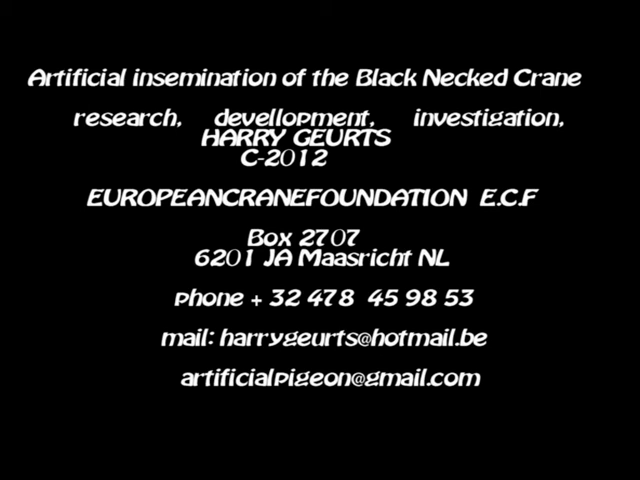 Artificial insemination of the Black Necked Crane
research, devellopment, investigation,
HARRY GEURTS
C-2012
EUROPEANCRANEFOUNDATION E.C.F
Box 2707
6201 JA Maasricht NL
phone + 32 478 45 98 53
mail: harrygeurts@hotmail.be
artificialpigeon@gmail.com